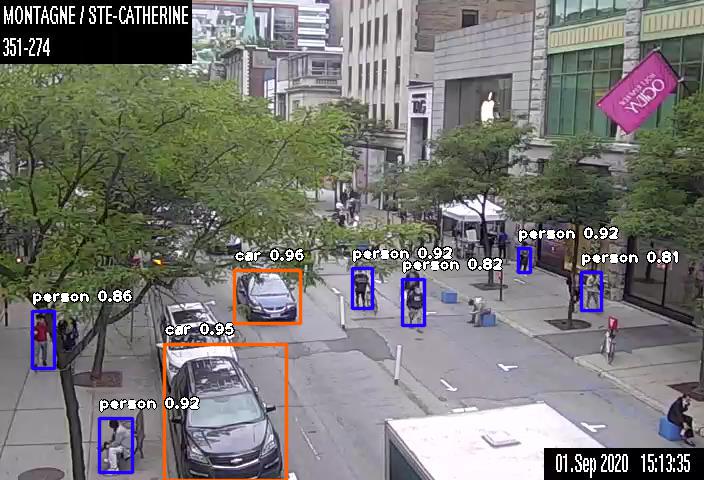 MONTAGNE / STE-CATHERINE
351-274
OGILVY
person 0.92
car 0.96
person 0.92
person 0.82
person 0.81
person 0.86
car 0.95
person 0.92
01.Sep 2020 15:13:35